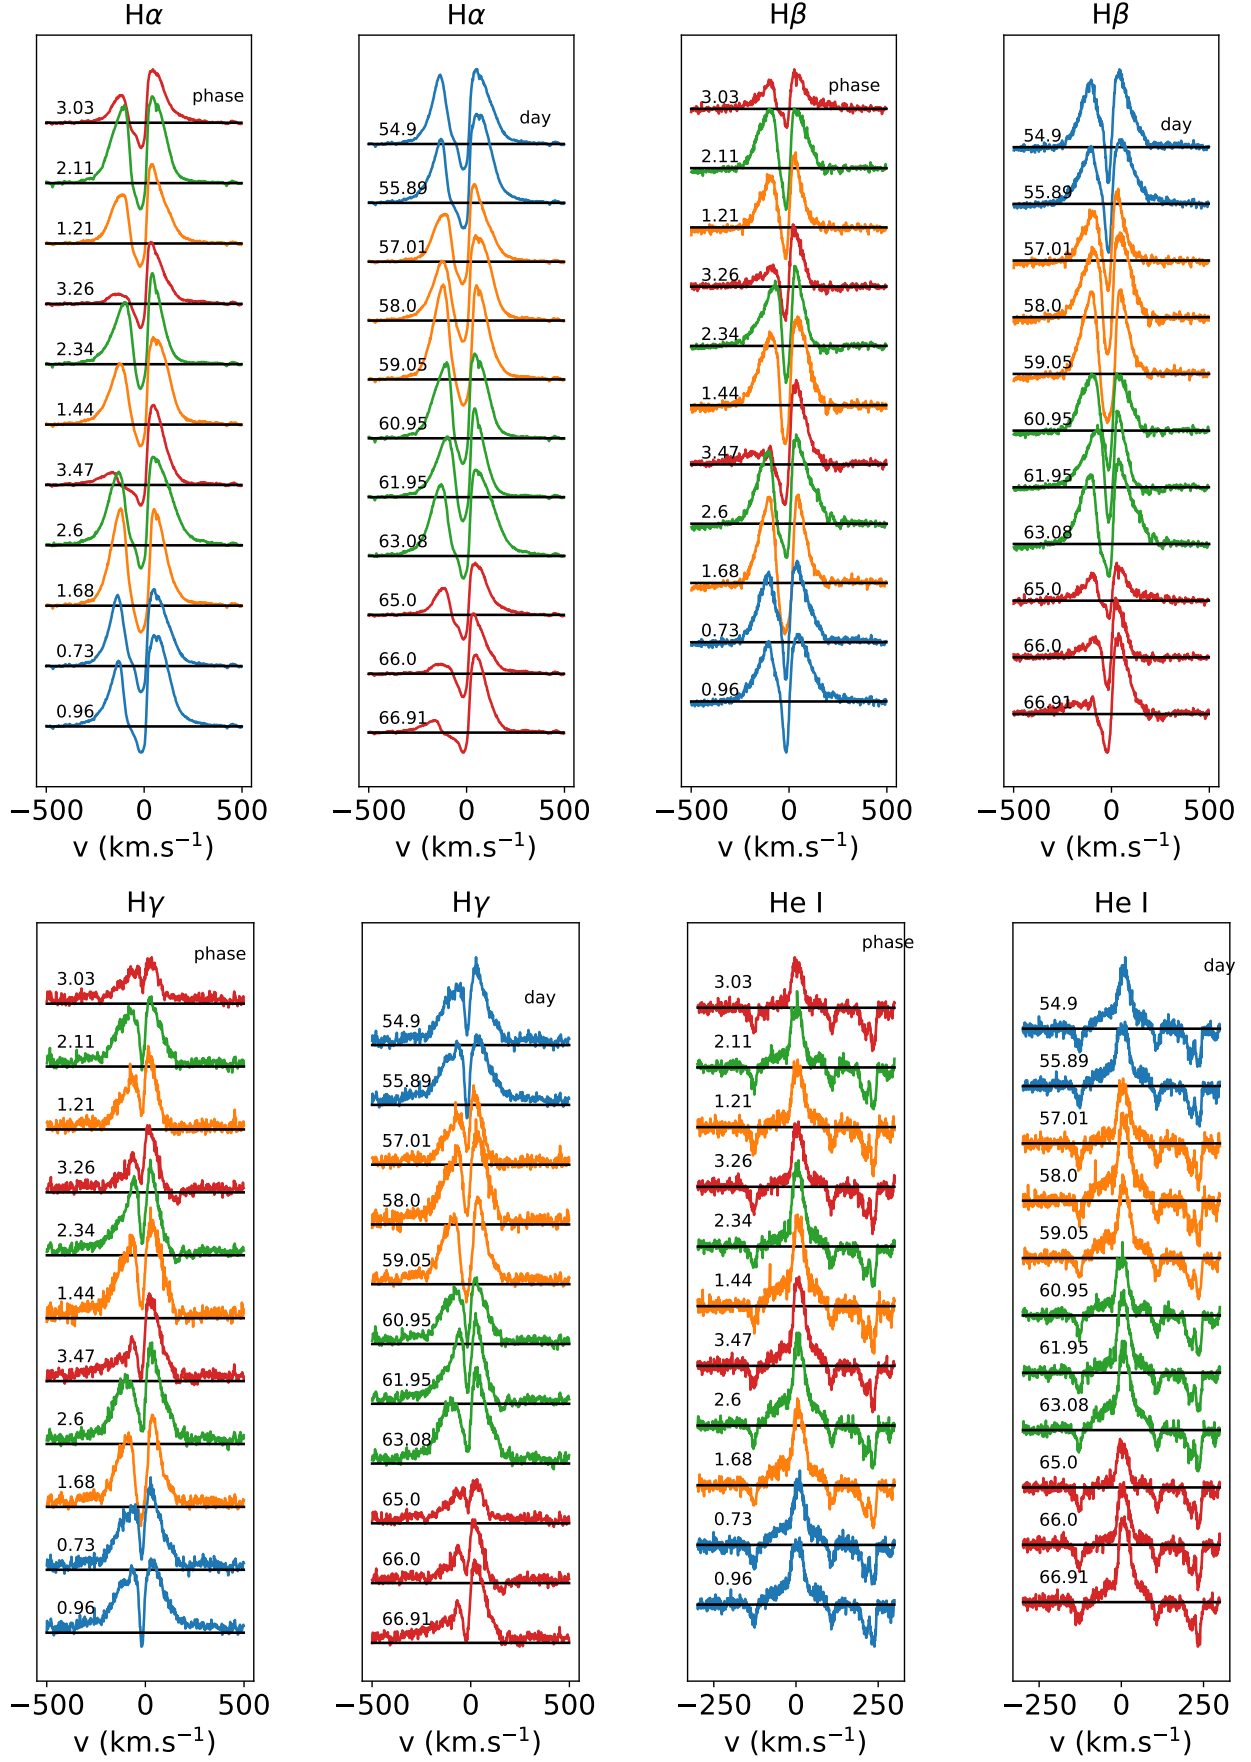 Hα
Hα
Hβ
Hβ
phase
3.03
2.11
1.21
3.26
2.34
1.44
3.47
2.6
1.68
0.73
0.96
−500 0 500
v (km.s⁻¹)
day
54.9
55.89
57.01
58.0
59.05
60.95
61.95
63.08
65.0
66.0
66.91
−500 0 500
v (km.s⁻¹)
phase
3.03
2.11
1.21
3.26
2.34
1.44
3.47
2.6
1.68
0.73
0.96
−500 0 500
v (km.s⁻¹)
day
54.9
55.89
57.01
58.0
59.05
60.95
61.95
63.08
65.0
66.0
66.91
−500 0 500
v (km.s⁻¹)
Hγ
Hγ
He I
He I
phase
3.03
2.11
1.21
3.26
2.34
1.44
3.47
2.6
1.68
0.73
0.96
−500 0 500
v (km.s⁻¹)
day
54.9
55.89
57.01
58.0
59.05
60.95
61.95
63.08
65.0
66.0
66.91
−500 0 500
v (km.s⁻¹)
phase
3.03
2.11
1.21
3.26
2.34
1.44
3.47
2.6
1.68
0.73
0.96
−250 0 250
v (km.s⁻¹)
day
54.9
55.89
57.01
58.0
59.05
60.95
61.95
63.08
65.0
66.0
66.91
−250 0 250
v (km.s⁻¹)